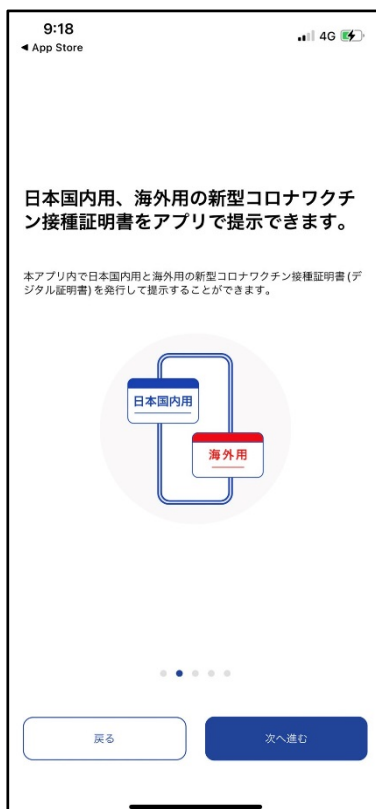 9:18
4G
◀ App Store
日本国内用、海外用の新型コロナワクチ
ン接種証明書をアプリで提示できます。
本アプリ内で日本国内用と海外用の新型コロナワクチン接種証明書(デ
ジタル証明書)を発行して提示することができます。
日本国内用
海外用
戻る
次へ進む